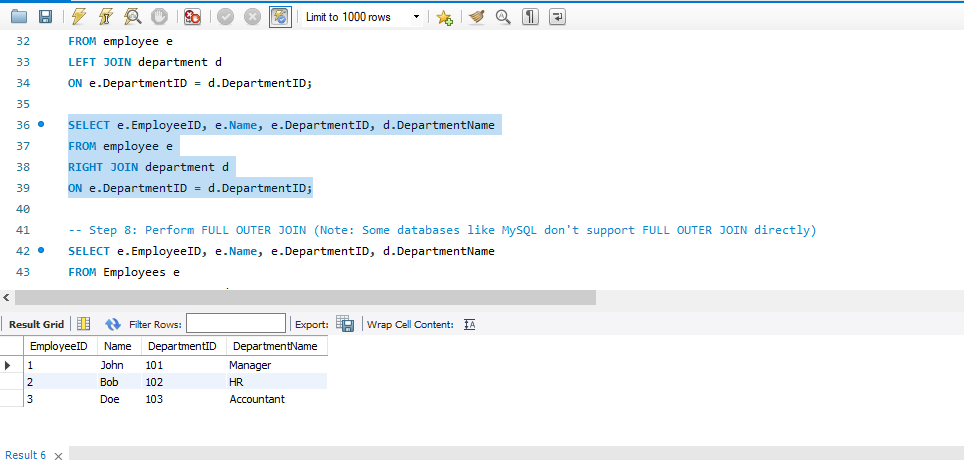 Limit to 1000 rows
32 FROM employee e
33 LEFT JOIN department d
34 ON e.DepartmentID = d.DepartmentID;
35
36 SELECT e.EmployeeID, e.Name, e.DepartmentID, d.DepartmentName
37 FROM employee e
38 RIGHT JOIN department d
39 ON e.DepartmentID = d.DepartmentID;
40
41 -- Step 8: Perform FULL OUTER JOIN (Note: Some databases like MySQL don't support FULL OUTER JOIN directly)
42 SELECT e.EmployeeID, e.Name, e.DepartmentID, d.DepartmentName
43 FROM Employees e
Result Grid Filter Rows: Export: Wrap Cell Content:
EmployeeID Name DepartmentID DepartmentName
1 John 101 Manager
2 Bob 102 HR
3 Doe 103 Accountant
Result 6